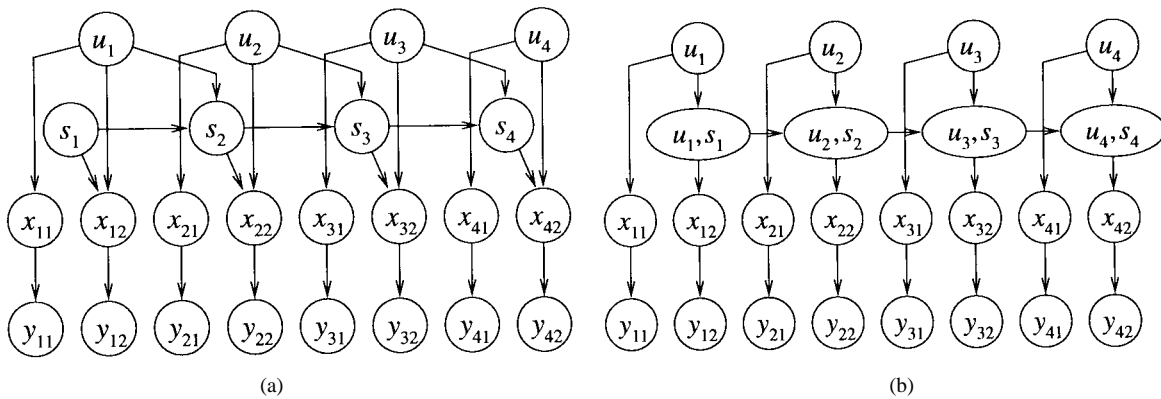 u1 u2 u3 u4
s1 s2 s3 s4
x11 x12 x21 x22 x31 x32 x41 x42
y11 y12 y21 y22 y31 y32 y41 y42
(a)
u1 u2 u3 u4
u1,s1 u2,s2 u3,s3 u4,s4
x11 x12 x21 x22 x31 x32 x41 x42
y11 y12 y21 y22 y31 y32 y41 y42
(b)